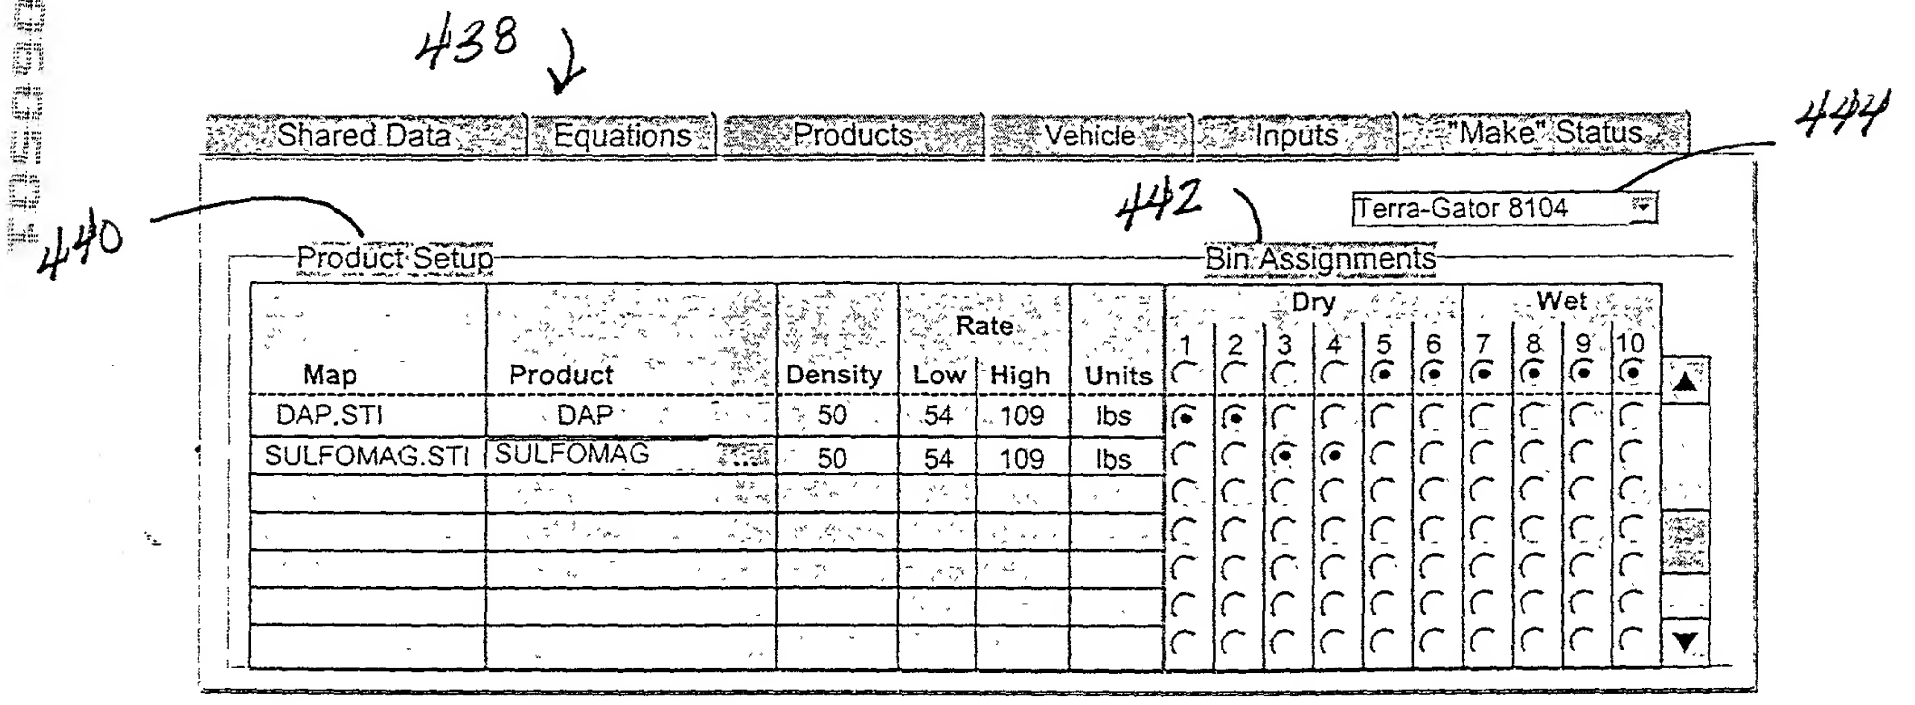 438
Shared Data Equations Products Vehicle Inputs "Make" Status
444
440
442
Terra-Gator 8104
Product Setup Bin Assignments
Dry Wet
Rate
1 2 3 4 5 6 7 8 9 10
Map Product Density Low High Units
DAP.STI DAP 50 54 109 lbs
SULFOMAG.STI SULFOMAG ... 50 54 109 lbs